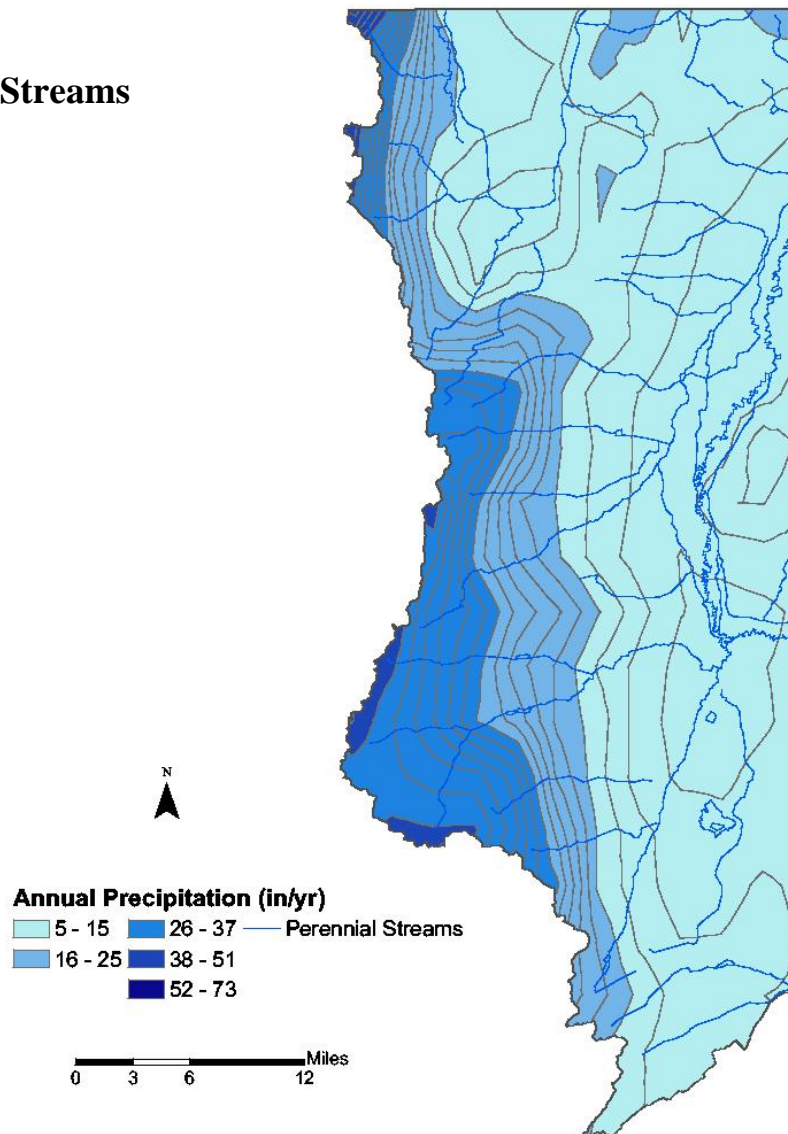 Streams
N
Annual Precipitation (in/yr)
5 - 15 26 - 37 Perennial Streams
16 - 25 38 - 51
52 - 73
Miles
0 3 6 12